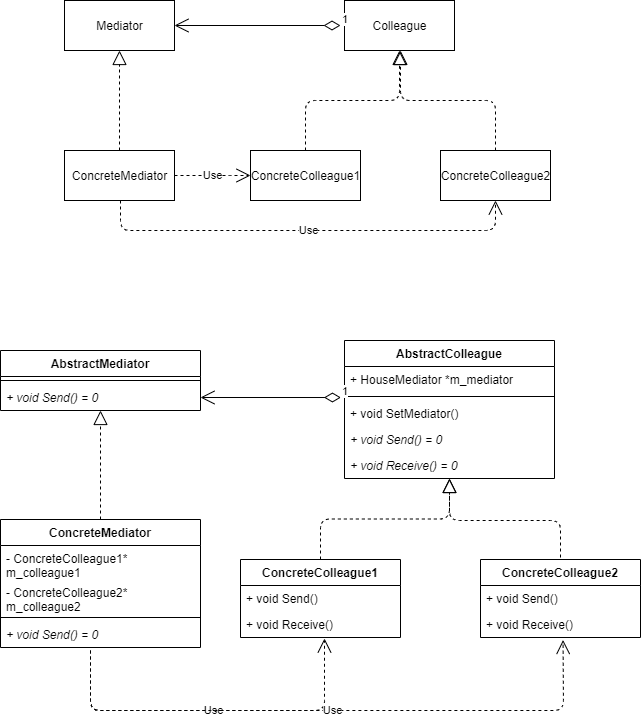 Mediator
1
Colleague
ConcreteMediator
Use
ConcreteColleague1
ConcreteColleague2
Use
AbstractMediator
+ void Send() = 0
AbstractColleague
+ HouseMediator *m_mediator
1
+ void SetMediator()
+ void Send() = 0
+ void Receive() = 0
ConcreteMediator
- ConcreteColleague1*
m_colleague1
- ConcreteColleague2*
m_colleague2
+ void Send() = 0
ConcreteColleague1
+ void Send()
+ void Receive()
ConcreteColleague2
+ void Send()
+ void Receive()
Use
Use